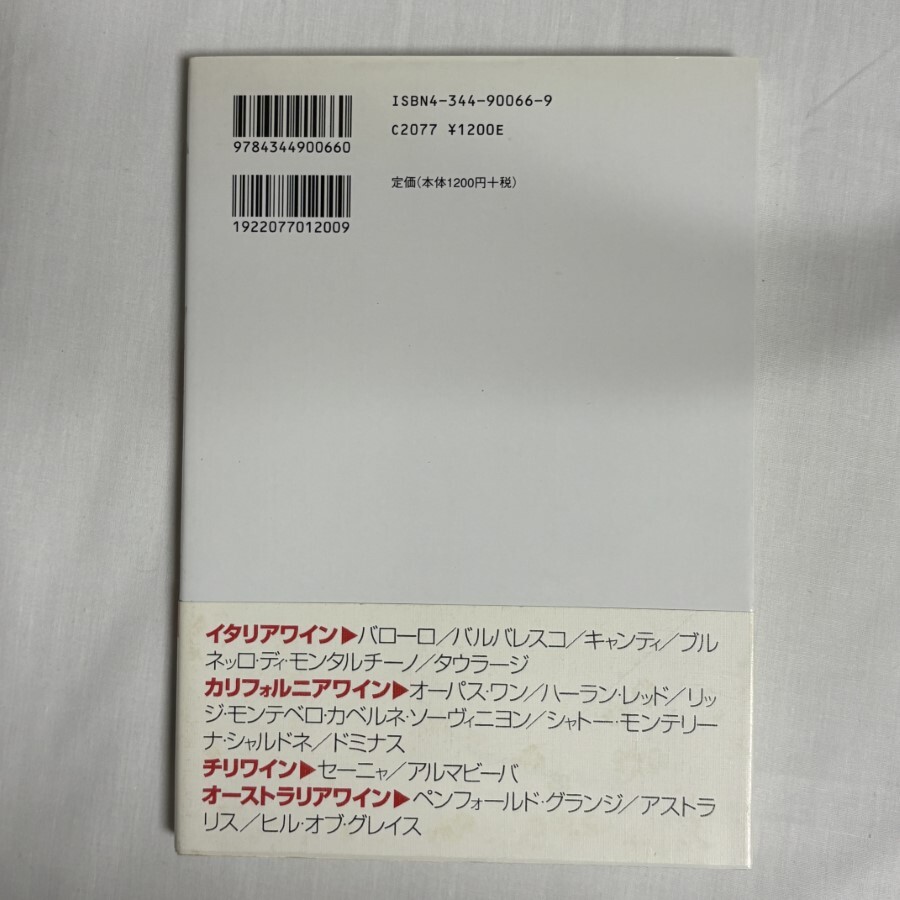 ISBN4-344-90066-9
C2077 ¥1200E
9784344900660
定価(本体1200円+税)
1922077012009
イタリアワイン▶バローロ/バルバレスコ/キャンティ/ブル
ネッロ・ディ・モンタルチーノ/タウラージ
カリフォルニアワイン▶オーパス・ワン/ハーラン・レッド/リッ
ジ・モンテベロ・カベルネ・ソーヴィニヨン/シャトー・モンテリー
ナ・シャルドネ/ドミナス
チリワイン▶セーニャ/アルマビーバ
オーストラリアワイン▶ペンフォールド・グランジ/アストラ
リス/ヒル・オブ・グレイス